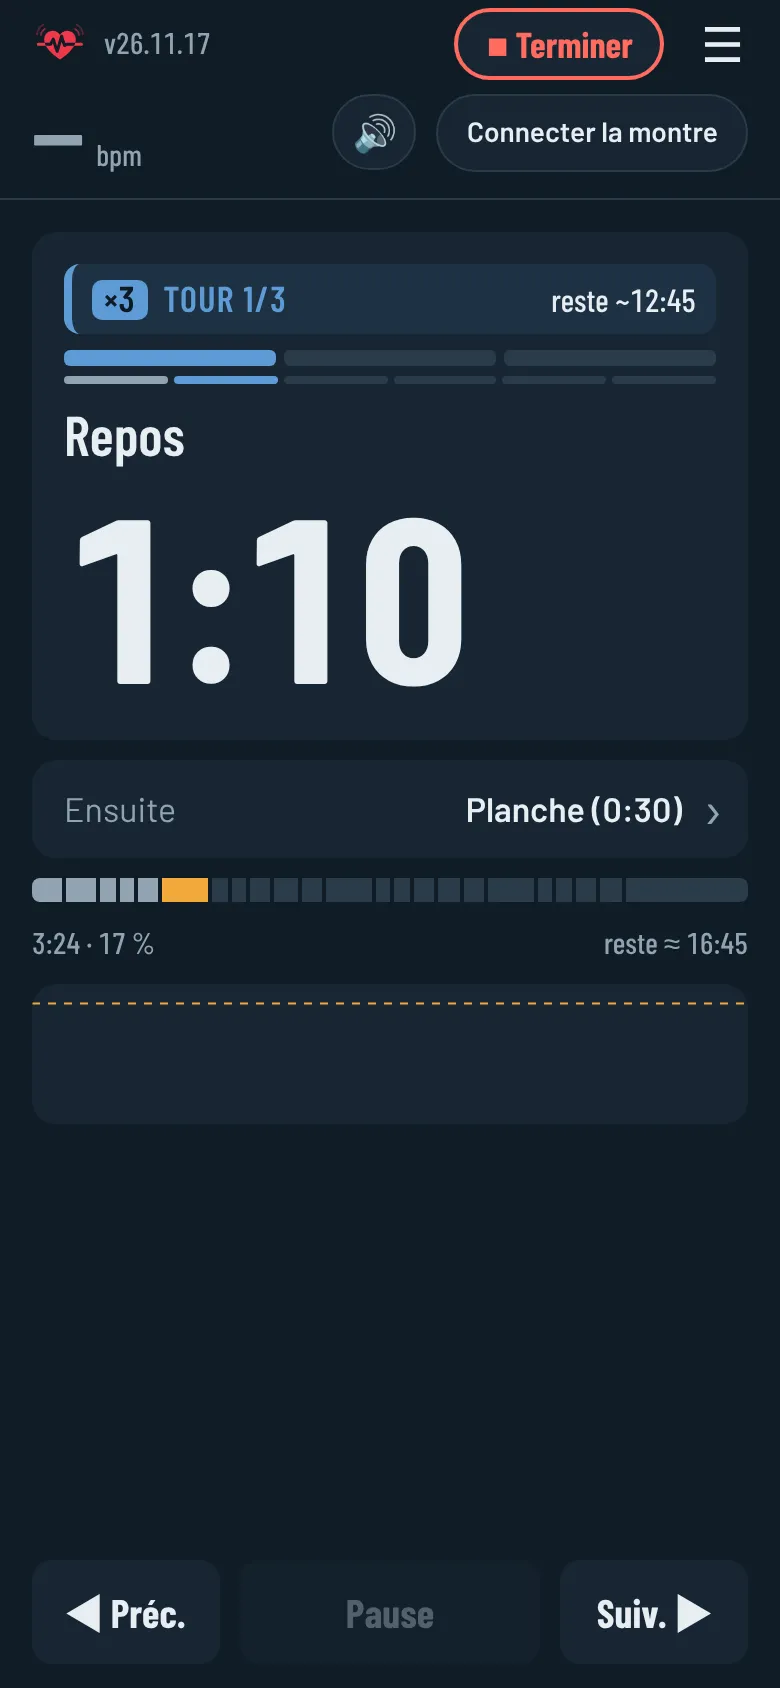 v26.11.17
■ Terminer
— bpm
Connecter la montre
×3 TOUR 1/3
reste ~12:45
Repos
1:10
Ensuite
Planche (0:30) ›
3:24 · 17 %
reste ≈ 16:45
◀ Préc.
Pause
Suiv. ▶